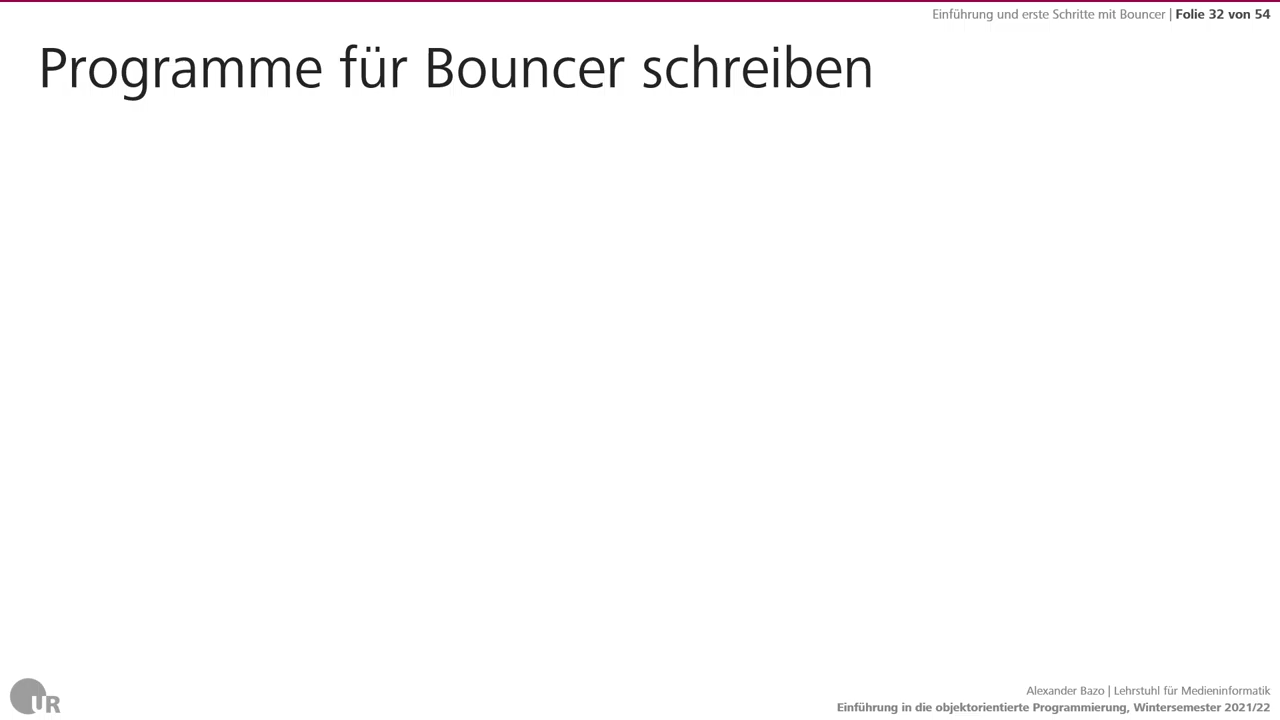 Einführung und erste Schritte mit Bouncer | Folie 32 von 54
Programme für Bouncer schreiben
UR
Alexander Bazo | Lehrstuhl für Medieninformatik
Einführung in die objektorientierte Programmierung, Wintersemester 2021/22